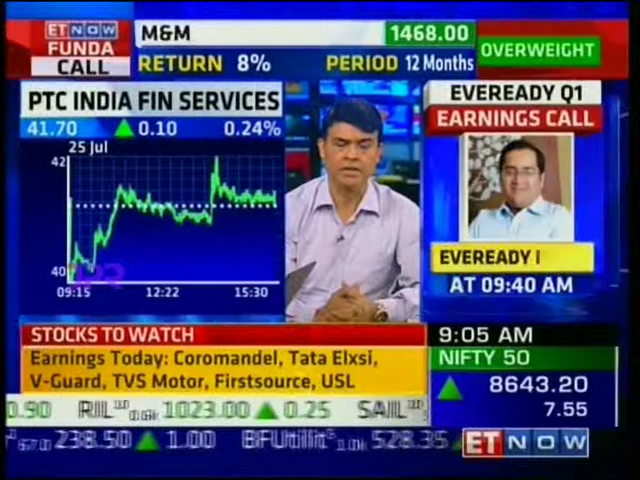 ET NOW
FUNDA
CALL
M&M
1468.00
RETURN 8%
PERIOD 12 Months
OVERWEIGHT
PTC INDIA FIN SERVICES
41.70 0.10 0.24%
25 Jul
42
40
09:15 12:22 15:30
EVEREADY Q1
EARNINGS CALL
EVEREADY
AT 09:40 AM
STOCKS TO WATCH
Earnings Today: Coromandel, Tata Elxsi,
V-Guard, TVS Motor, Firstsource, USL
9:05 AM
NIFTY 50
8643.20
7.55
0.90 RIL 1023.00 0.25 SAIL
238.50 1.00 BFUtilit 528.35
ET NOW